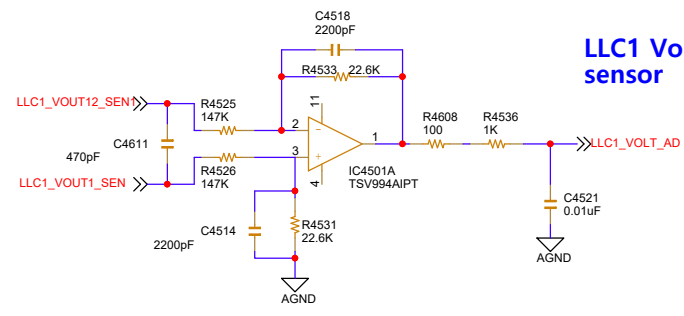 C4518
2200pF
LLC1 Vo
sensor
R4533 22.6K
LLC1_VOUT12_SEN1
R4525
147K
11
2
C4611
R4608
100
R4536
1K
1
LLC1_VOLT_AD
470pF
3
IC4501A
TSV994AIPT
LLC1_VOUT1_SEN
R4526
147K
4
C4521
0.01uF
C4514
R4531
22.6K
2200pF
AGND
AGND